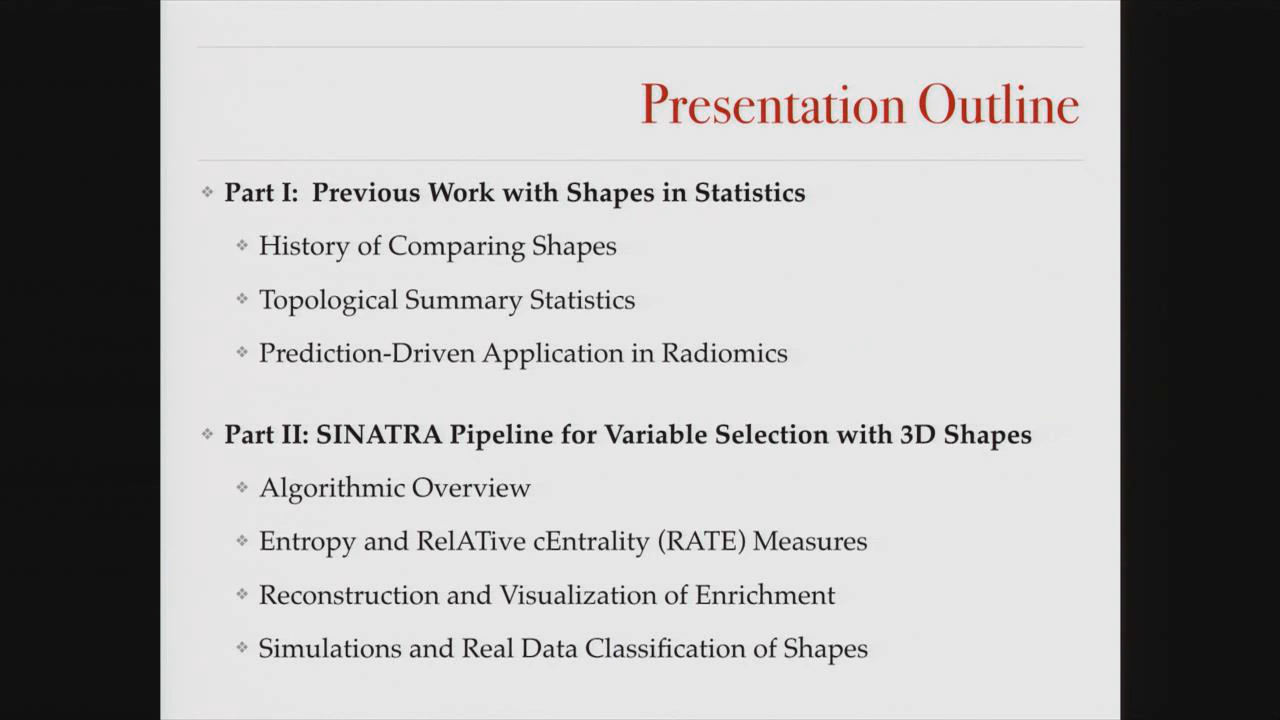 Presentation Outline
Part I: Previous Work with Shapes in Statistics
History of Comparing Shapes
Topological Summary Statistics
Prediction-Driven Application in Radiomics
Part II: SINATRA Pipeline for Variable Selection with 3D Shapes
Algorithmic Overview
Entropy and RelATive cEntrality (RATE) Measures
Reconstruction and Visualization of Enrichment
Simulations and Real Data Classification of Shapes